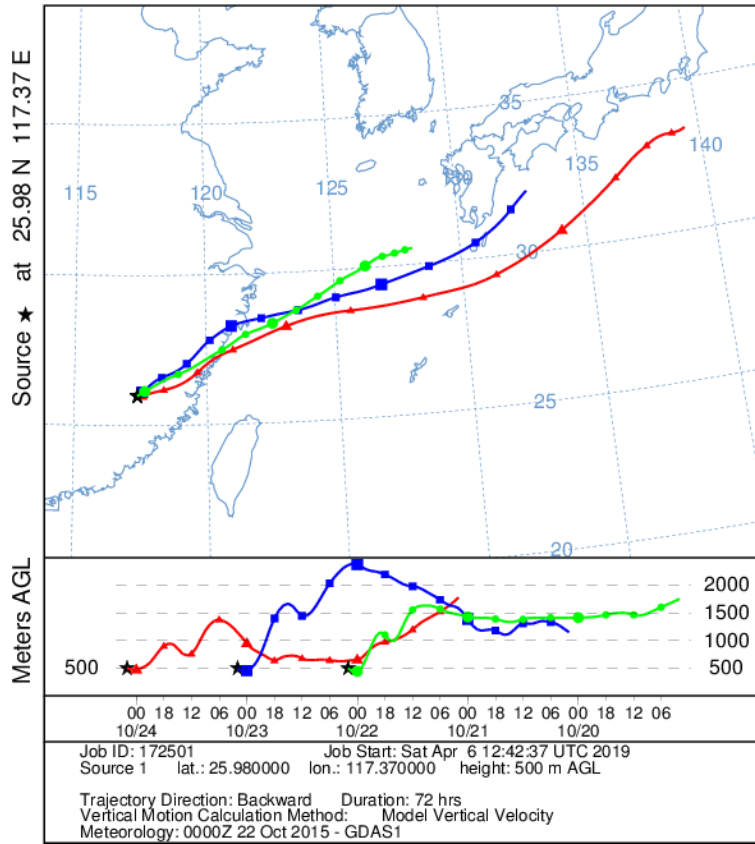 Source ★ at 25.98 N 117.37 E
35
140
115
120
125
135
30
25
20
Meters AGL
2000
1500
1000
500
500
00 18 12 06 00 18 12 06 00 18 12 06 00 18 12 06 00 18 12 06
10/24 10/23 10/22 10/21 10/20
Job ID: 172501 Job Start: Sat Apr 6 12:42:37 UTC 2019
Source 1 lat.: 25.980000 lon.: 117.370000 height: 500 m AGL
Trajectory Direction: Backward Duration: 72 hrs
Vertical Motion Calculation Method: Model Vertical Velocity
Meteorology: 0000Z 22 Oct 2015 - GDAS1